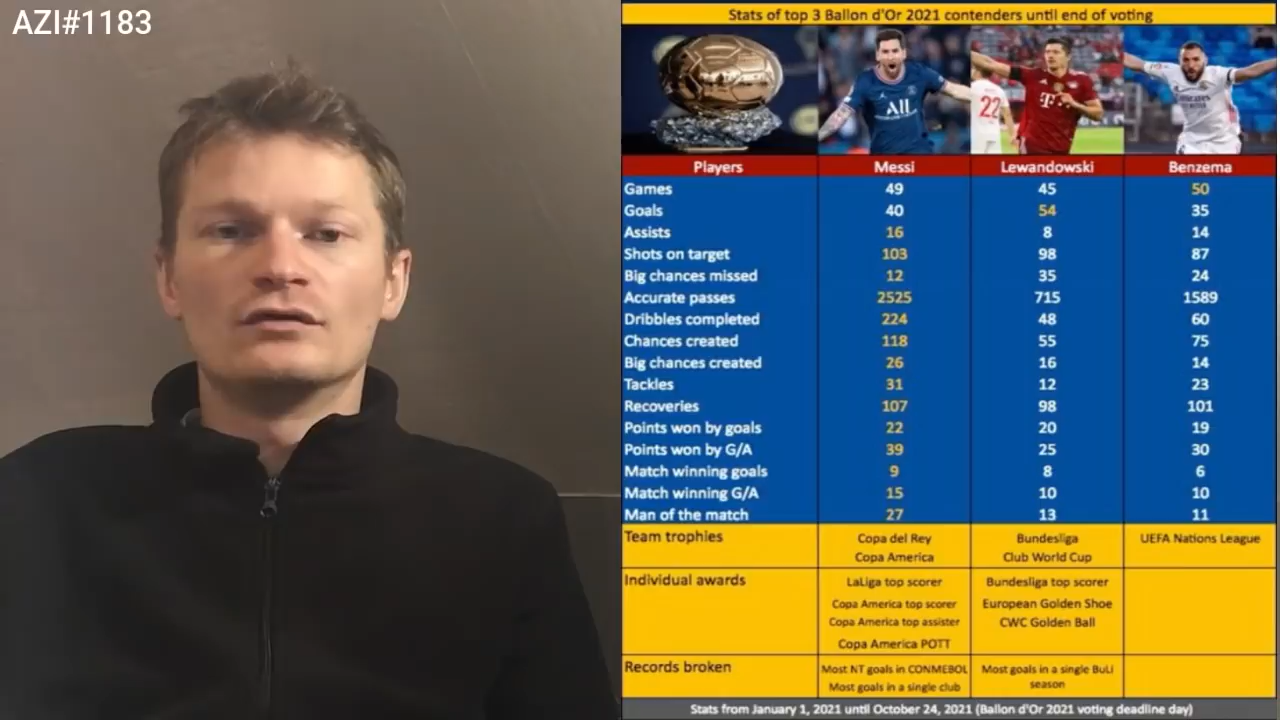 AZI#1183
Stats of top 3 Ballon d'Or 2021 contenders until end of voting
22
Players Messi Lewandowski Benzema
Games 49 45 50
Goals 40 54 35
Assists 16 8 14
Shots on target 103 98 87
Big chances missed 12 35 24
Accurate passes 2525 715 1589
Dribbles completed 224 48 60
Chances created 118 55 75
Big chances created 26 16 14
Tackles 31 12 23
Recoveries 107 98 101
Points won by goals 22 20 19
Points won by G/A 39 25 30
Match winning goals 9 8 6
Match winning G/A 15 10 10
Man of the match 27 13 11
Team trophies Copa del Rey Bundesliga UEFA Nations League
Copa America Club World Cup
Individual awards LaLiga top scorer Bundesliga top scorer
Copa America top scorer European Golden Shoe
Copa America top assister CWC Golden Ball
Copa America POTT
Records broken Most NT goals in CONMEBOL Most goals in a single BuLi
Most goals in a single club season
Stats from January 1, 2021 until October 24, 2021 (Ballon d'Or 2021 voting deadline day)